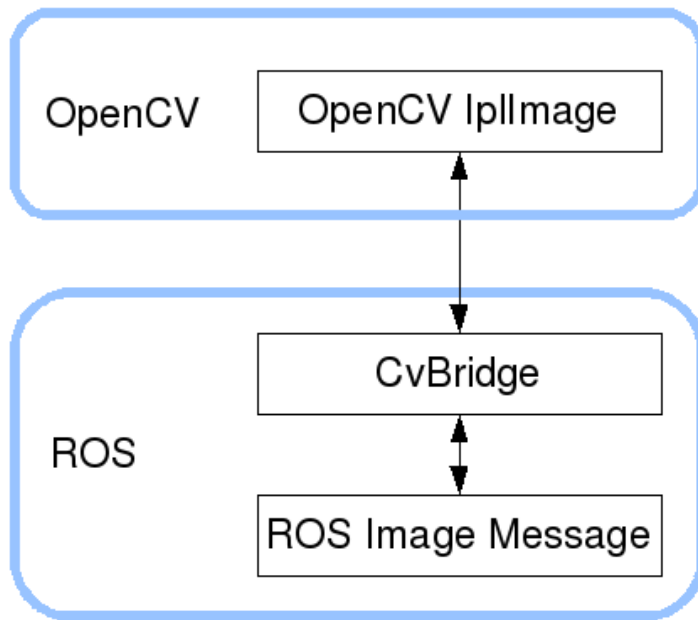 OpenCV
OpenCV IplImage
CvBridge
ROS
ROS Image Message